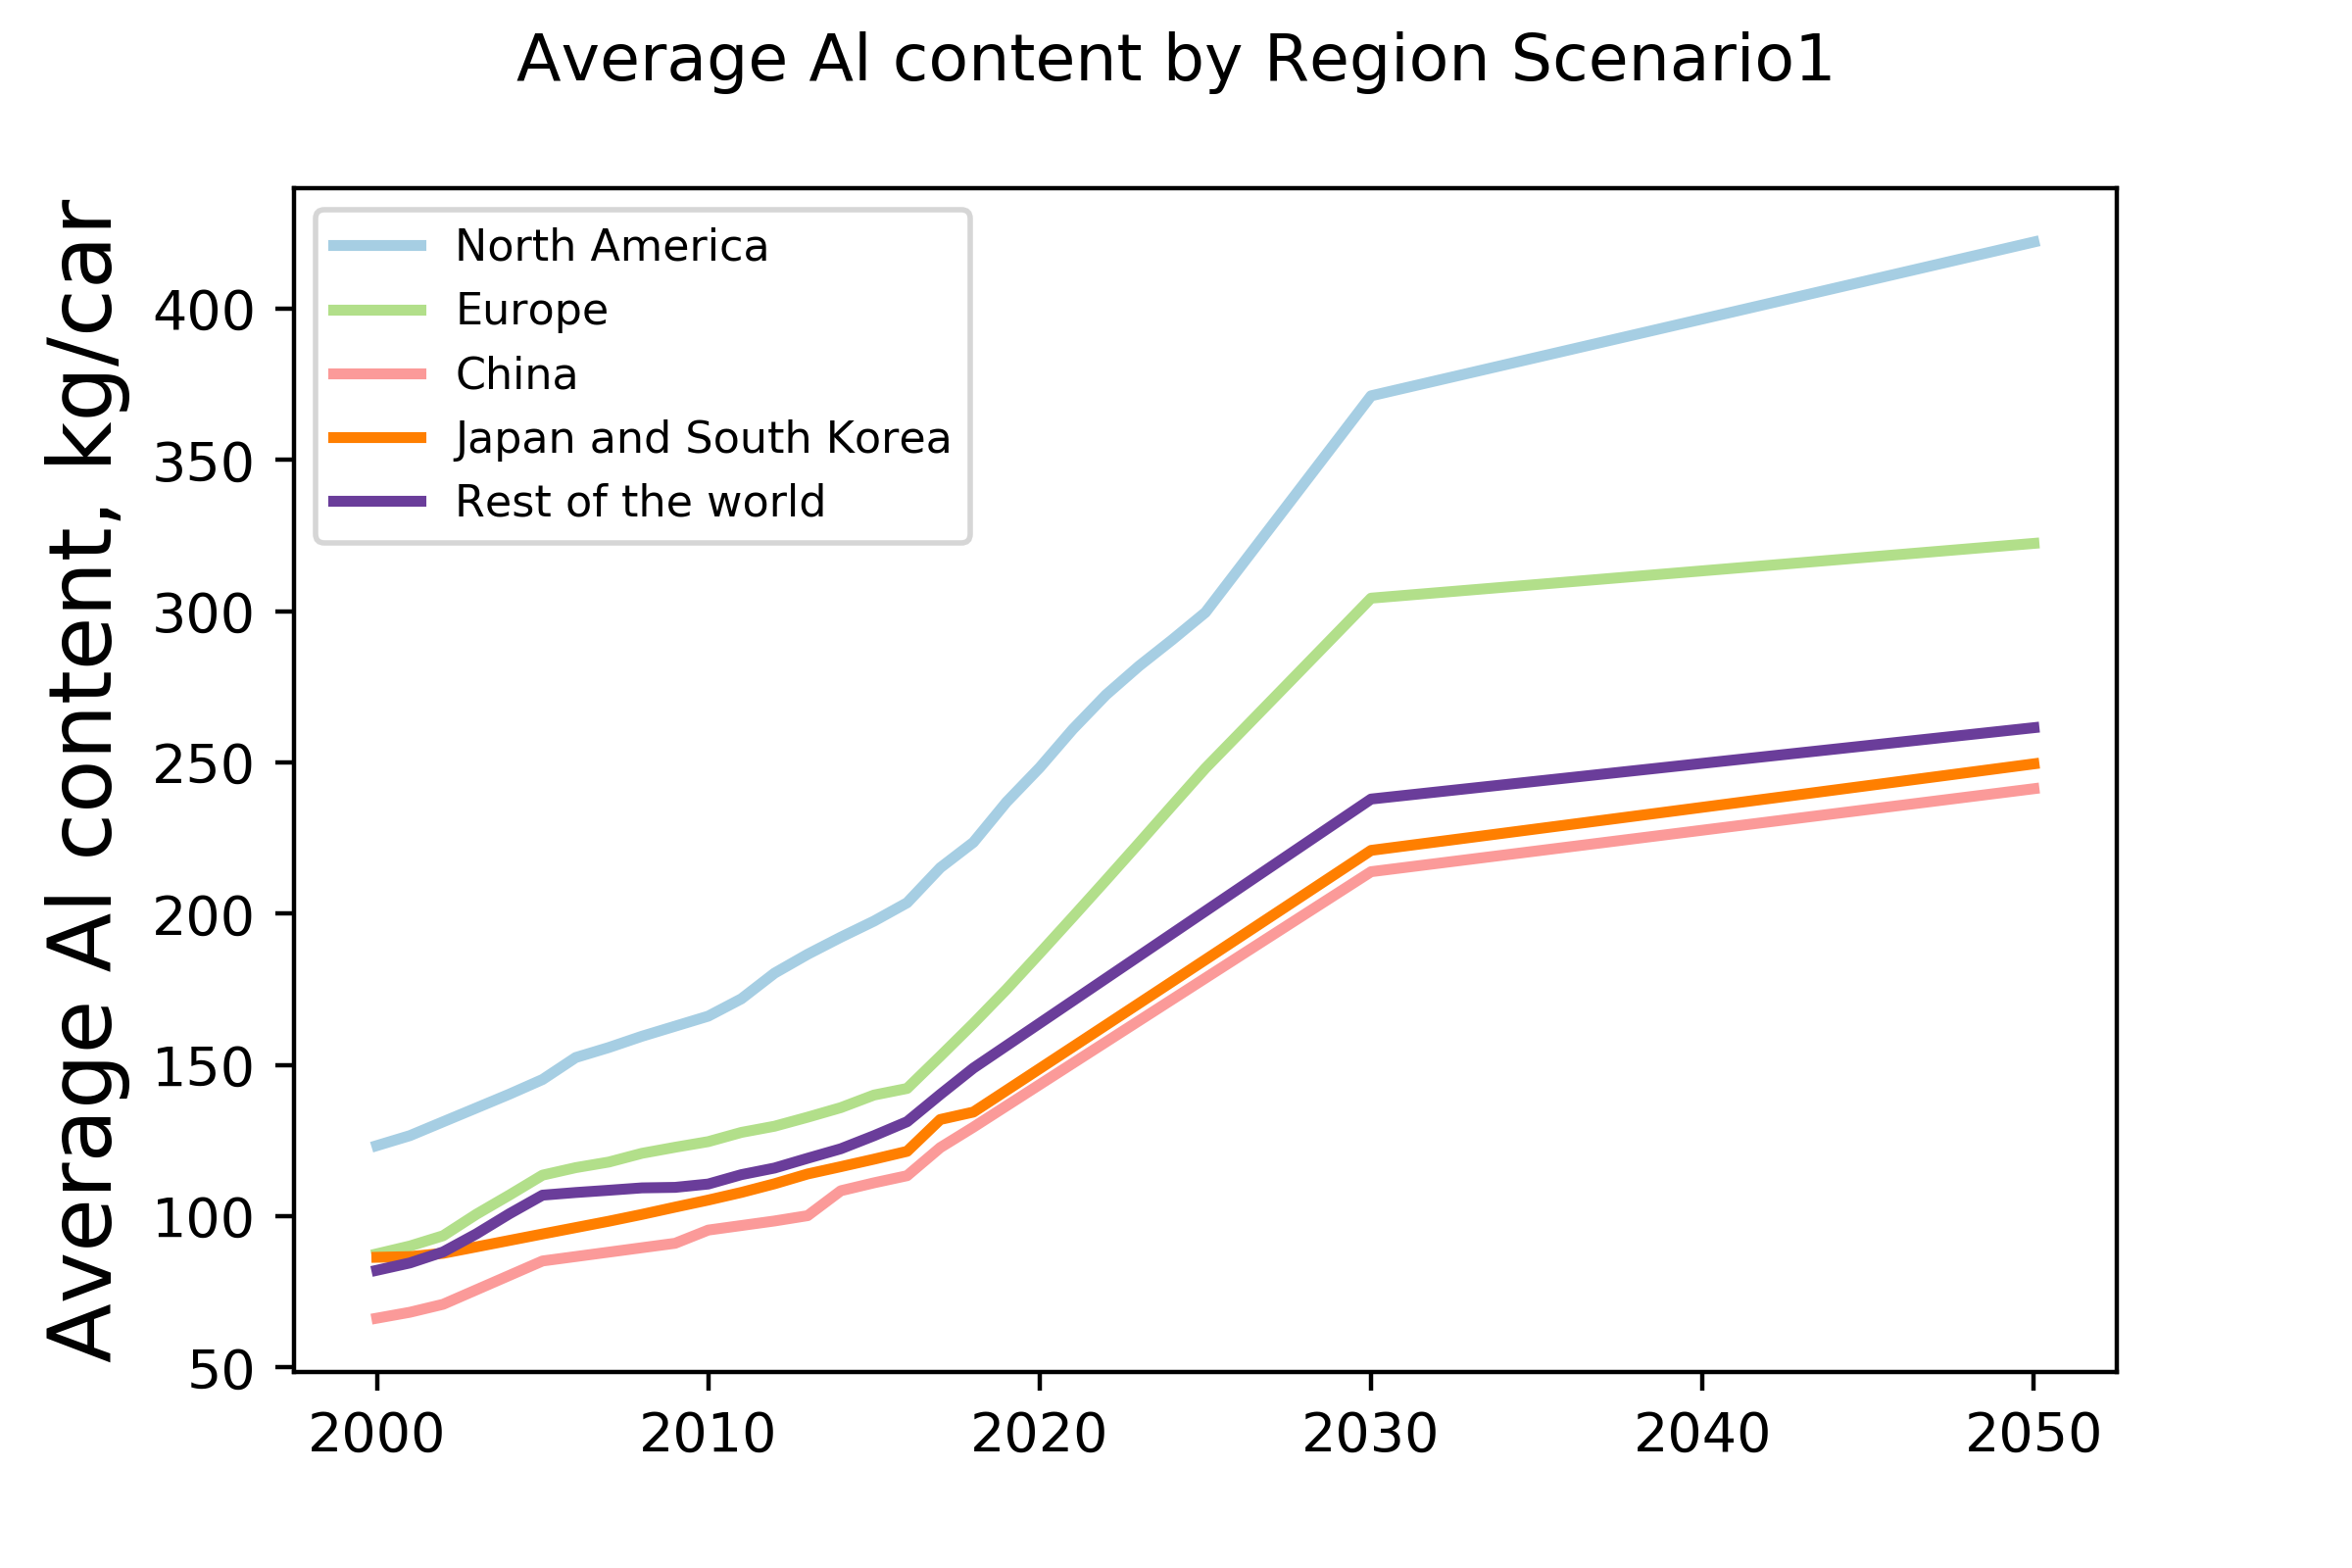 Average Al content by Region Scenario1
Average Al content, kg/car
North America
Europe
China
Japan and South Korea
Rest of the world
400
350
300
250
200
150
100
50
2000 2010 2020 2030 2040 2050